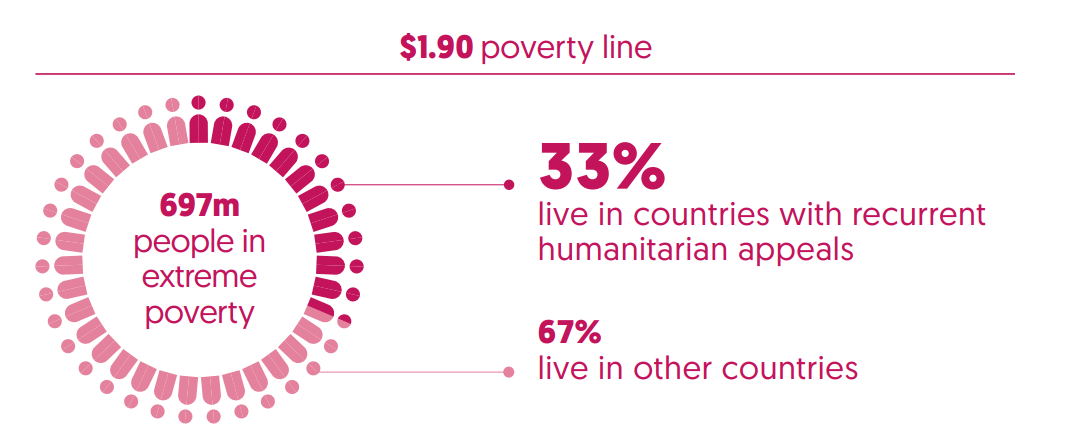 $1.90 poverty line
697m
people in
extreme
poverty
33%
live in countries with recurrent
humanitarian appeals
67%
live in other countries